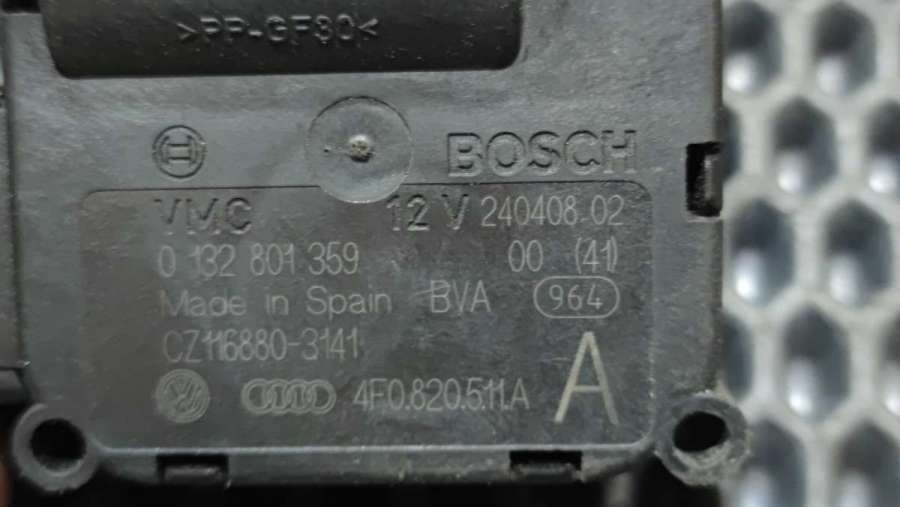 >PP-GF30<
BOSCH
VMC 12 V 240408-02
0 132 801 359 00 (41)
Made in Spain BVA 964
CZ116880-3141
4F0.820.511.A A